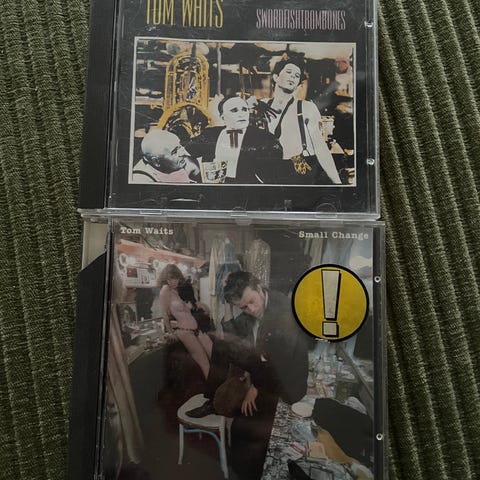 TOM WAITS
SWORDFISHTROMBONES
Tom Waits Small Change
!